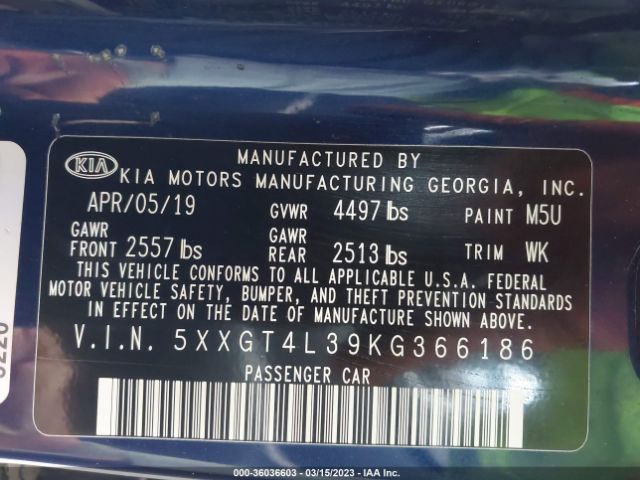 KIA
MANUFACTURED BY
KIA MOTORS MANUFACTURING GEORGIA, INC.
APR/05/19 GVWR 4497 lbs PAINT M5U
GAWR FRONT 2557 lbs GAWR REAR 2513 lbs TRIM WK
THIS VEHICLE CONFORMS TO ALL APPLICABLE U.S.A. FEDERAL
MOTOR VEHICLE SAFETY, BUMPER, AND THEFT PREVENTION STANDARDS
IN EFFECT ON THE DATE OF MANUFACTURE SHOWN ABOVE.
V.I.N. 5XXGT4L39KG366186
PASSENGER CAR
000-36036603 - 03/15/2023 - IAA Inc.